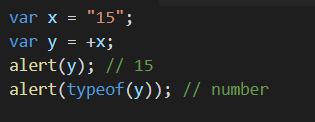 var x = "15";
var y = +x;
alert(y); // 15
alert(typeof(y)); // number